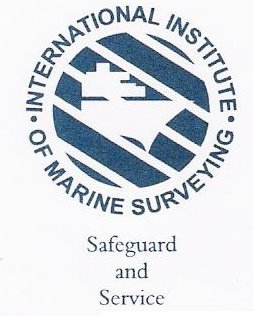 INTERNATIONAL INSTITUTE
• OF MARINE SURVEYING •
Safeguard
and
Service